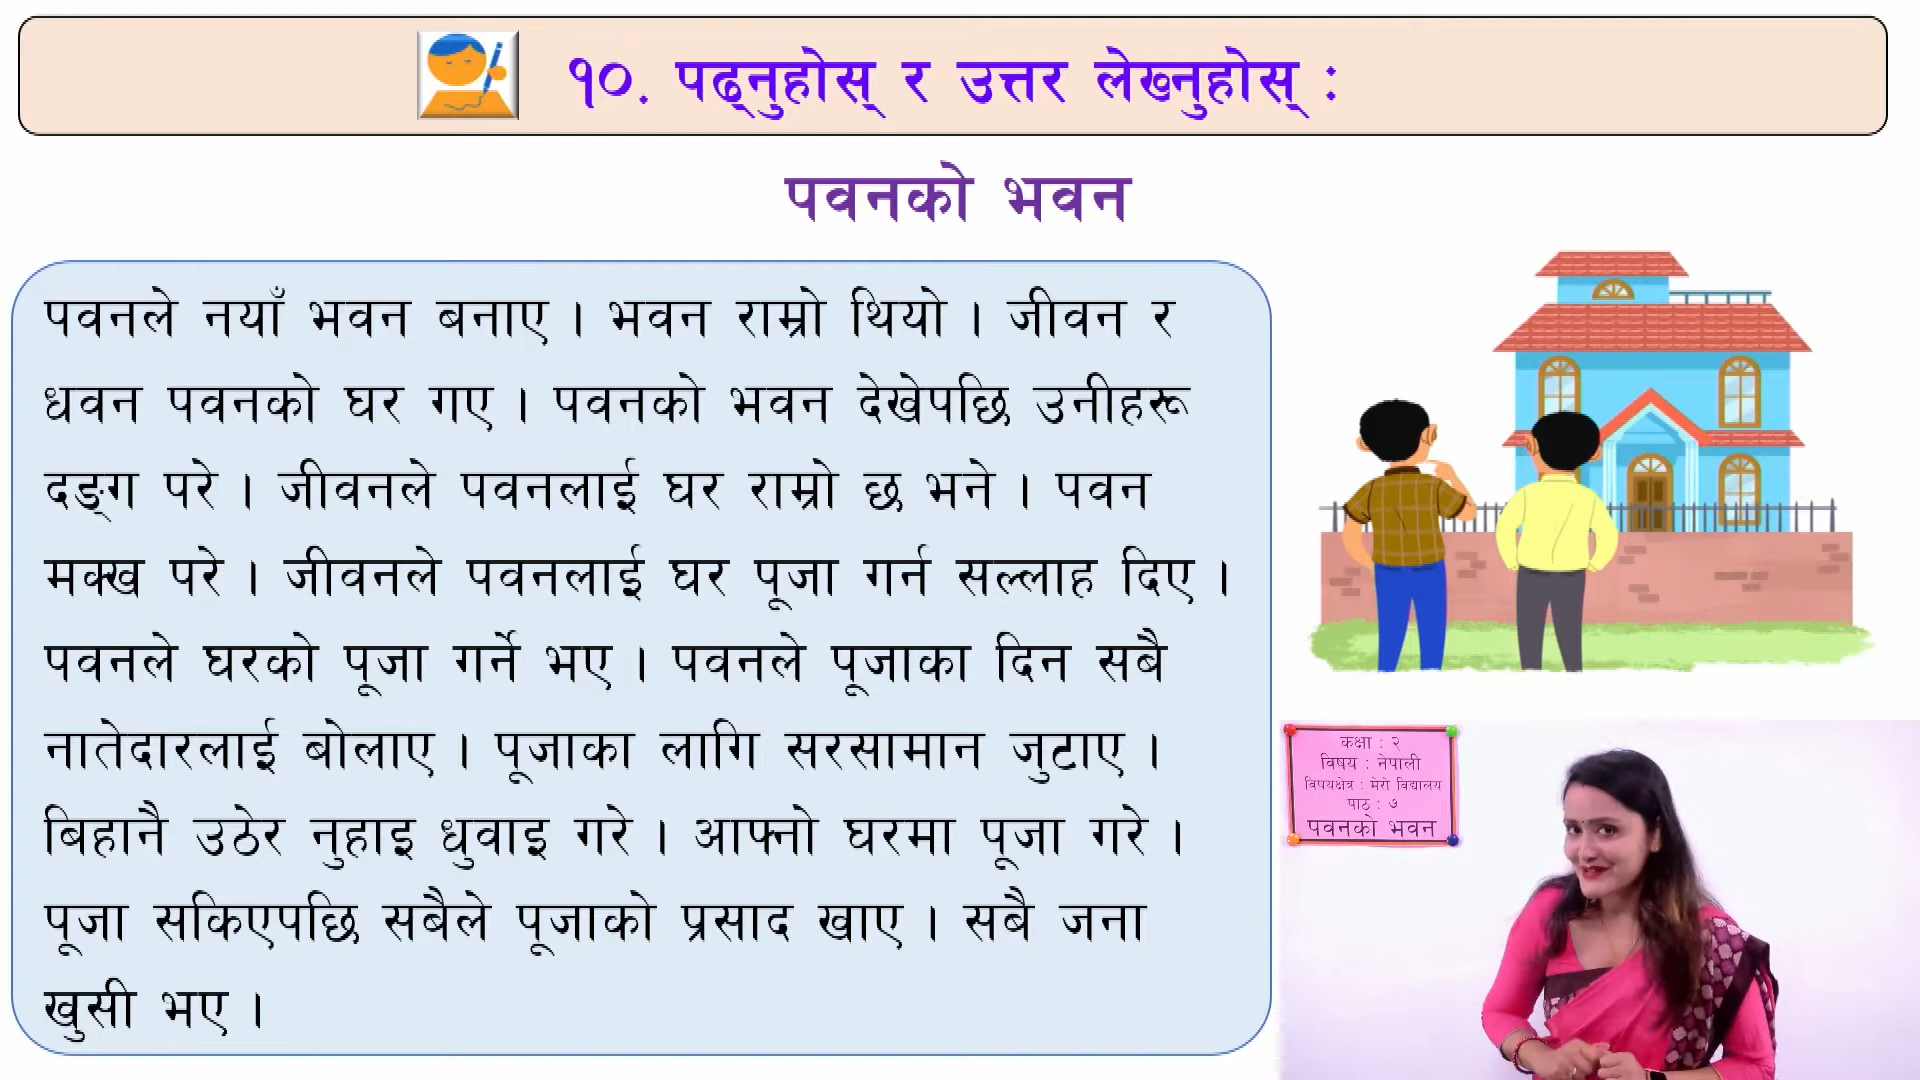 १०. पढ्नुहोस् र उत्तर लेख्नुहोस् :
पवनको भवन
पवनले नयाँ भवन बनाए । भवन राम्रो थियो । जीवन र
धवन पवनको घर गए । पवनको भवन देखेपछि उनीहरू
दङ्ग परे । जीवनले पवनलाई घर राम्रो छ भने । पवन
मक्ख परे । जीवनले पवनलाई घर पूजा गर्न सल्लाह दिए ।
पवनले घरको पूजा गर्ने भए । पवनले पूजाका दिन सबै
नातेदारलाई बोलाए । पूजाका लागि सरसामान जुटाए ।
बिहानै उठेर नुहाइ धुवाइ गरे । आफ्नो घरमा पूजा गरे ।
पूजा सकिएपछि सबैले पूजाको प्रसाद खाए । सबै जना
खुसी भए ।
कक्षा : २
विषय : नेपाली
विषयक्षेत्र : मेरो विद्यालय
पाठ : ७
पवनको भवन